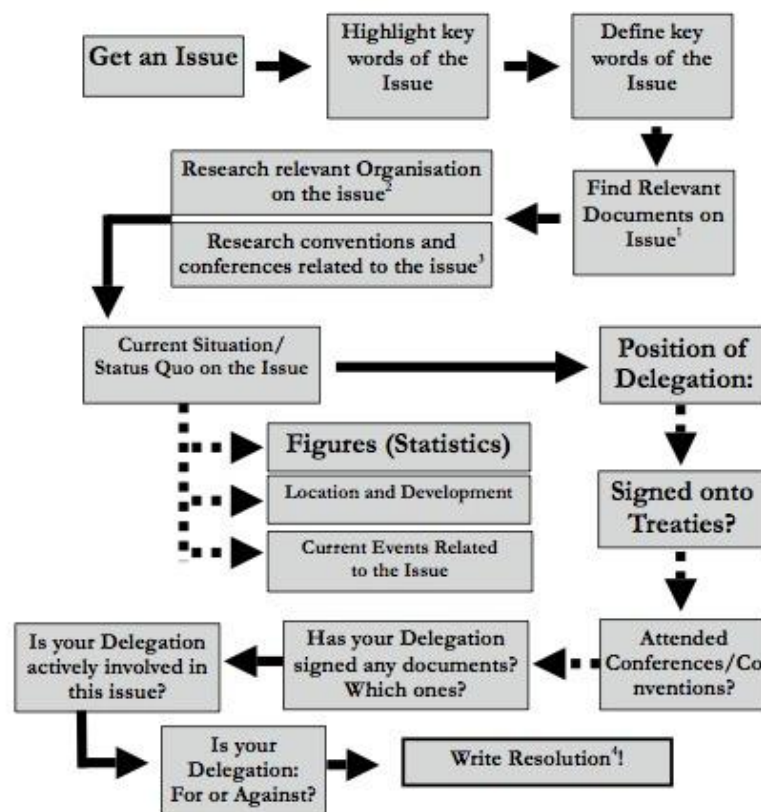 Get an Issue
Highlight key
words of the
Issue
Define key
words of the
Issue
Research relevant Organisation
on the issue²
Research conventions and
conferences related to the issue³
Find Relevant
Documents on
Issue¹
Current Situation/
Status Quo on the Issue
Position of
Delegation:
Figures (Statistics)
Location and Development
Current Events Related
to the Issue
Signed onto
Treaties?
Is your Delegation
actively involved in
this issue?
Has your Delegation
signed any documents?
Which ones?
Attended
Conferences/Co
nventions?
Is your
Delegation:
For or Against?
Write Resolution⁴!